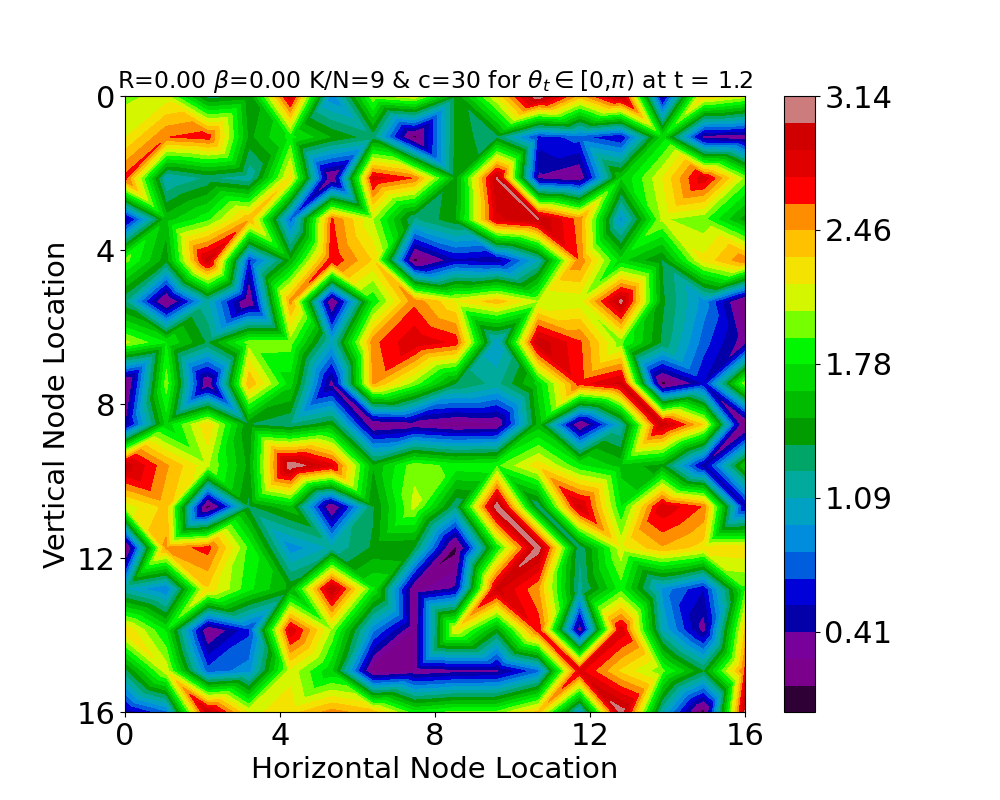 R=0.00 β=0.00 K/N=9 & c=30 for θ_t ∈ [0,π) at t = 1.2
0
4
8
12
16
Vertical Node Location
0 4 8 12 16
Horizontal Node Location
3.14
2.46
1.78
1.09
0.41